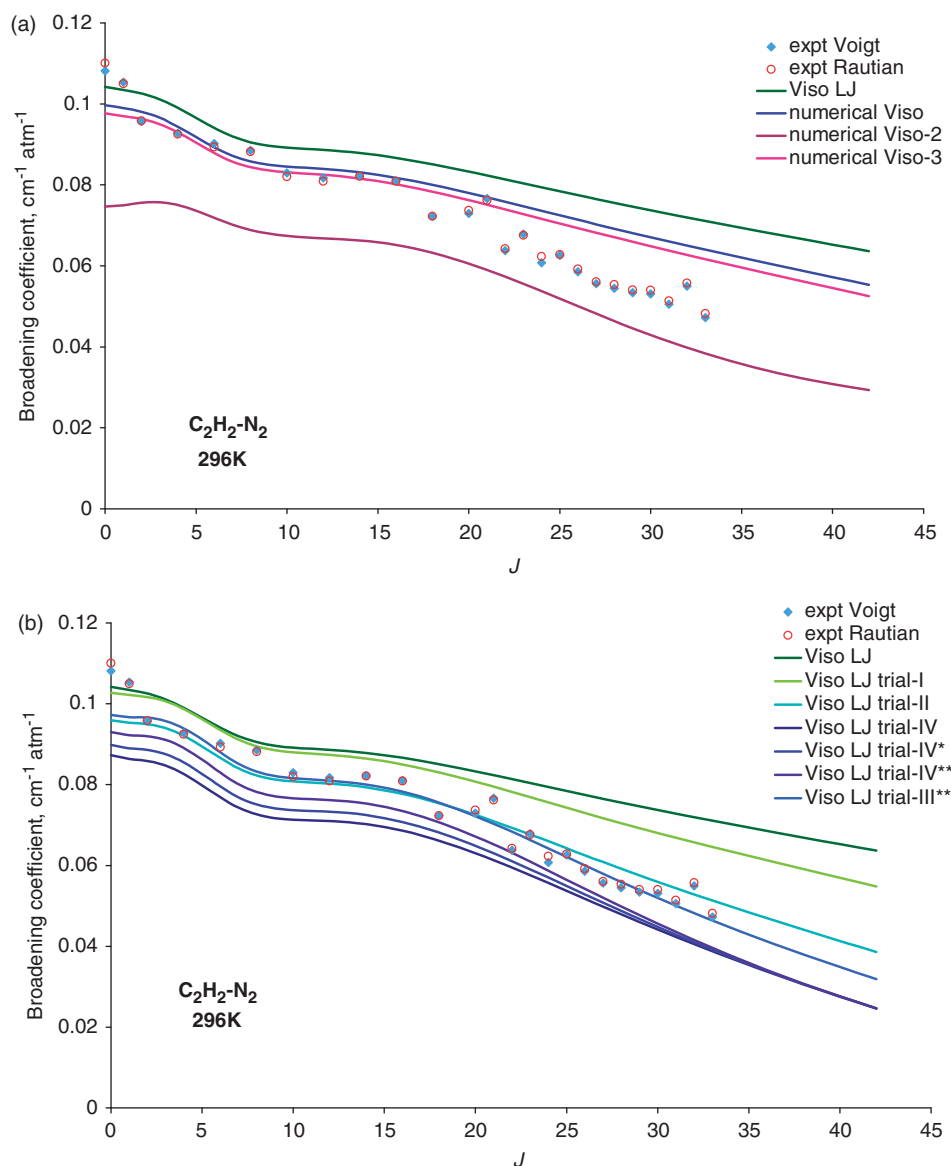 (a)
0.12
0.1
0.08
0.06
0.04
0.02
0
Broadening coefficient, cm⁻¹ atm⁻¹
expt Voigt
expt Rautian
Viso LJ
numerical Viso
numerical Viso-2
numerical Viso-3
C₂H₂-N₂
296K
0 5 10 15 20 25 30 35 40 45
J
(b)
0.12
0.1
0.08
0.06
0.04
0.02
0
Broadening coefficient, cm⁻¹ atm⁻¹
expt Voigt
expt Rautian
Viso LJ
Viso LJ trial-I
Viso LJ trial-II
Viso LJ trial-IV
Viso LJ trial-IV*
Viso LJ trial-IV**
Viso LJ trial-III**
C₂H₂-N₂
296K
0 5 10 15 20 25 30 35 40 45
J